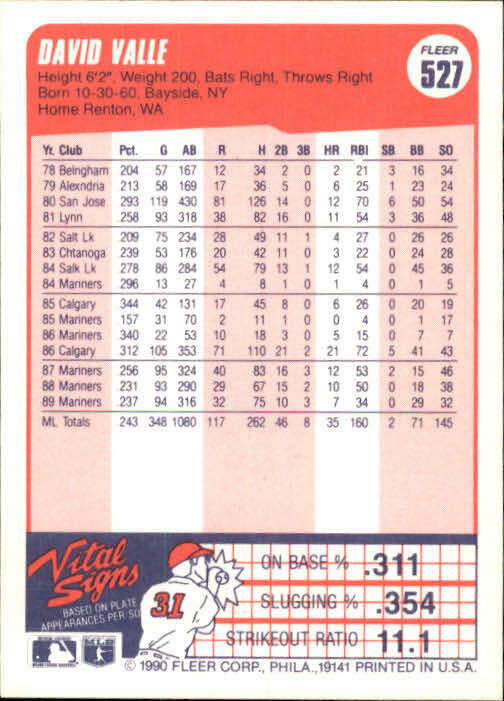 DAVID VALLE
FLEER
527
Height 6'2", Weight 200, Bats Right, Throws Right
Born 10-30-60, Bayside, NY
Home Renton, WA
Yr. Club Pct. G AB R H 2B 3B HR RBI SB BB SO
78 Belngham .204 57 167 12 34 2 0 2 21 3 16 34
79 Alexndria .213 58 169 17 36 5 0 6 25 1 23 24
80 San Jose .293 119 430 81 126 14 0 12 70 6 50 54
81 Lynn .258 93 318 38 82 16 0 11 54 3 36 48
82 Salt Lk .209 75 234 28 49 11 1 4 27 0 26 26
83 Chtanoga .239 53 176 20 42 11 0 3 22 0 24 28
84 Salk Lk .278 86 284 54 79 13 1 12 54 0 45 36
84 Mariners .296 13 27 4 8 1 0 1 4 0 1 5
85 Calgary .344 42 131 17 45 8 0 6 26 0 20 19
85 Mariners .157 31 70 2 11 1 0 0 4 0 1 17
86 Mariners .340 22 53 10 18 3 0 5 15 0 7 7
86 Calgary .312 105 353 71 110 21 2 21 72 5 41 43
87 Mariners .256 95 324 40 83 16 3 12 53 2 15 46
88 Mariners .231 93 290 29 67 15 2 10 50 0 18 38
89 Mariners .237 94 316 32 75 10 3 7 34 0 29 32
ML Totals .243 348 1080 117 262 46 8 35 160 2 71 145
Vital
Signs
BASED ON PLATE
APPEARANCES PER SO
31
ON BASE % .311
SLUGGING % .354
STRIKEOUT RATIO 11.1
© 1990 FLEER CORP., PHILA., 19141 PRINTED IN U.S.A.